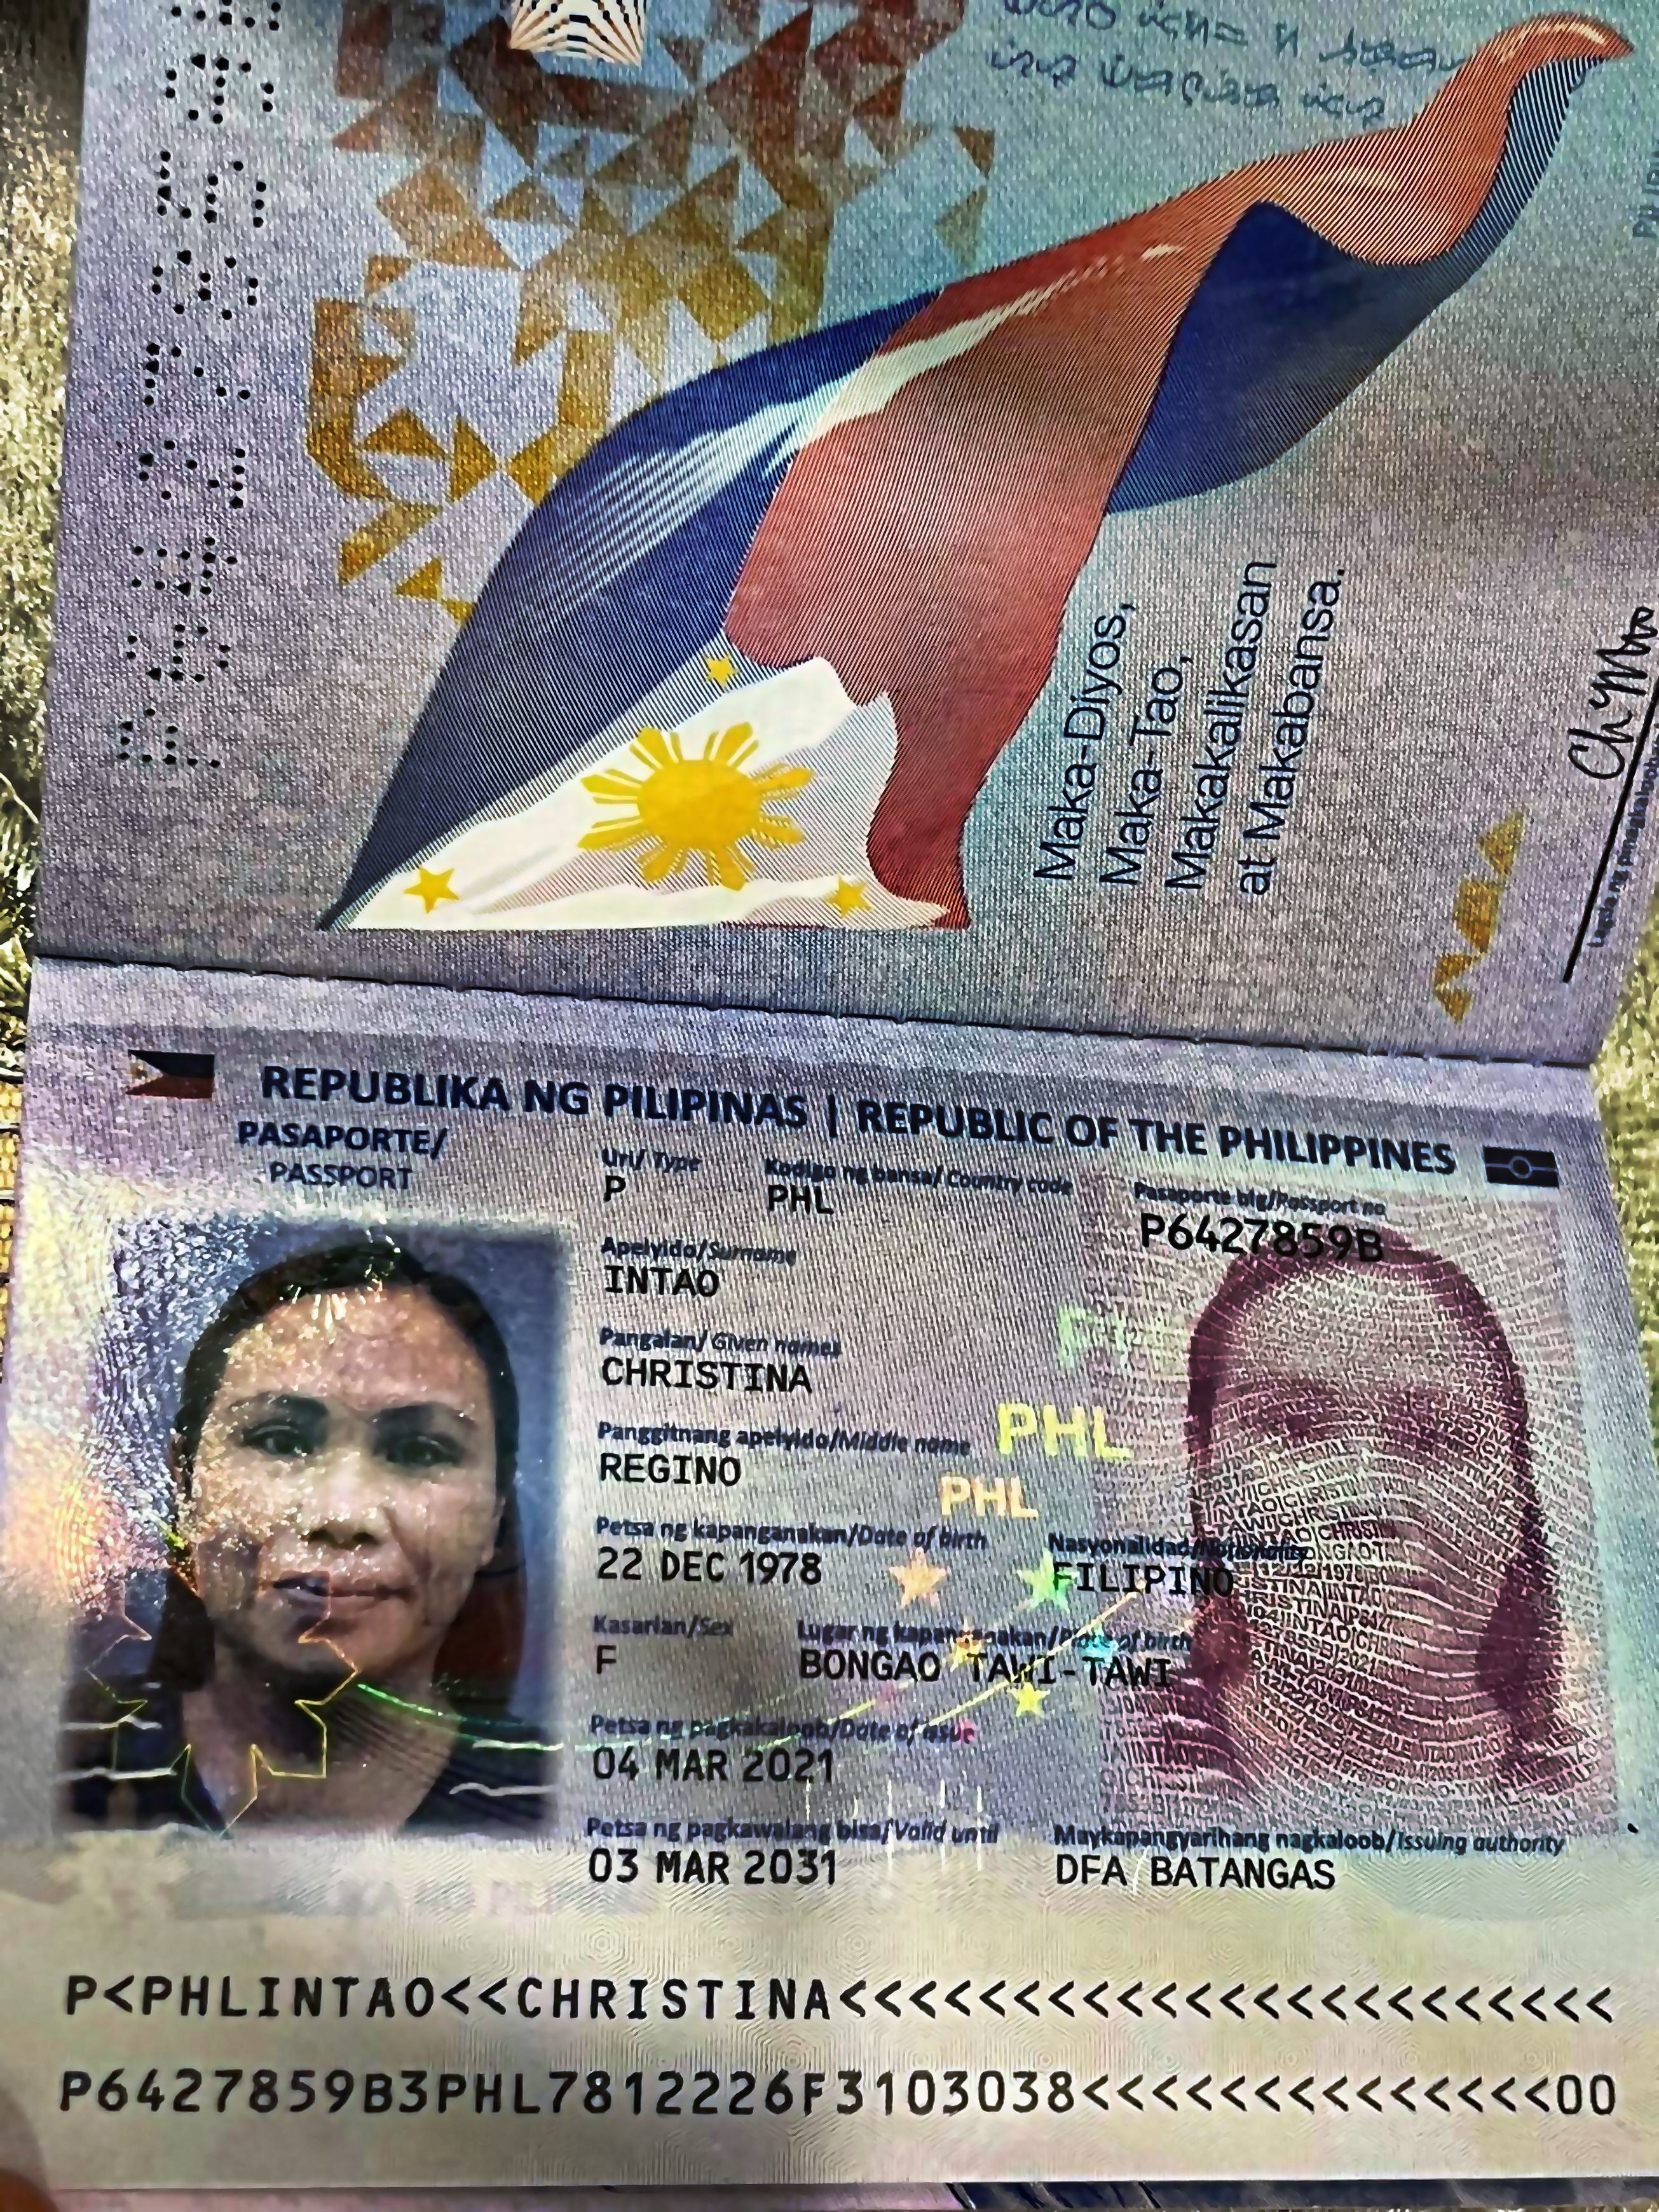 P6427859B
Maka-Diyos,
Maka-Tao,
Makakalikasan
at Makabansa.
Lagda ng pinagkalooban
REPUBLIKA NG PILIPINAS | REPUBLIC OF THE PHILIPPINES
PASAPORTE/
PASSPORT
Uri/ Type
P
Kodigo ng bansa/ Country code
PHL
Pasaporte blg/Passport no
P6427859B
Apelyido/Surname
INTAO
Pangalan/ Given names
CHRISTINA
Panggitnang apelyido/Middle name
REGINO
PHL
PHL
Petsa ng kapanganakan/Date of birth
22 DEC 1978
Nasyonalidad/Nationality
FILIPINO
Kasarian/Sex
F
Lugar ng kapanganakan/Place of birth
BONGAO TAWI-TAWI
Petsa ng pagkakaloob/Date of issue
04 MAR 2021
Petsa ng pagkawalang bisa/Valid until
03 MAR 2031
Maykapangyarihang nagkaloob/Issuing authority
DFA BATANGAS
P<PHLINTAO<<CHRISTINA<<<<<<<<<<<<<<<<<<<<<<<
P6427859B3PHL7812226F3103038<<<<<<<<<<<<<<00